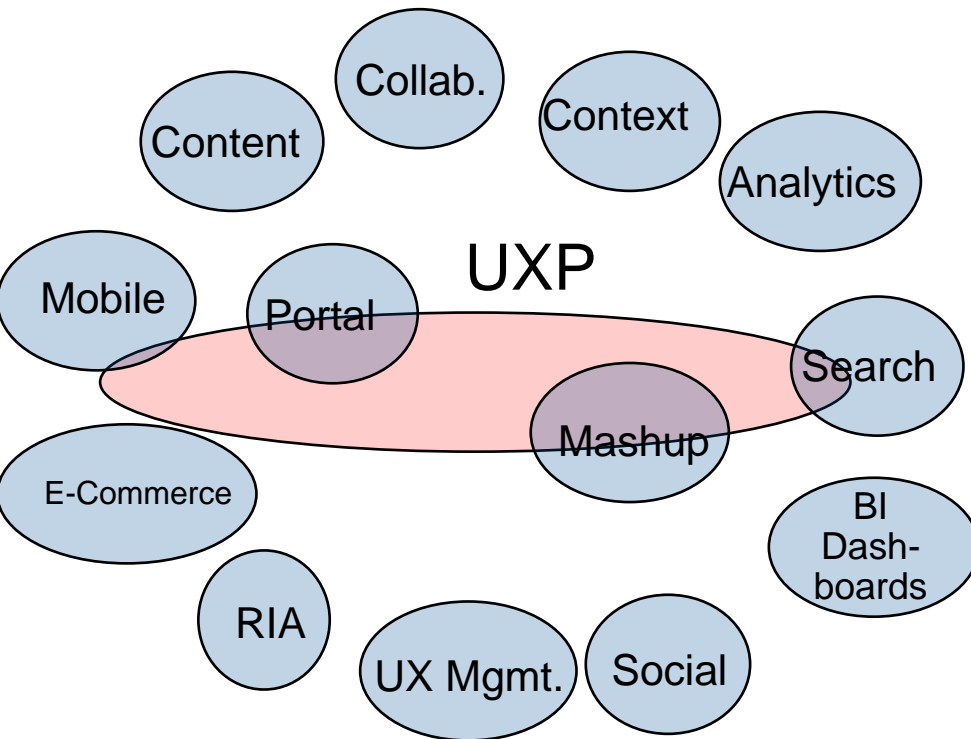 Collab.
Content
Context
Analytics
UXP
Mobile
Portal
Search
Mashup
E-Commerce
BI
Dash-
boards
RIA
UX Mgmt.
Social